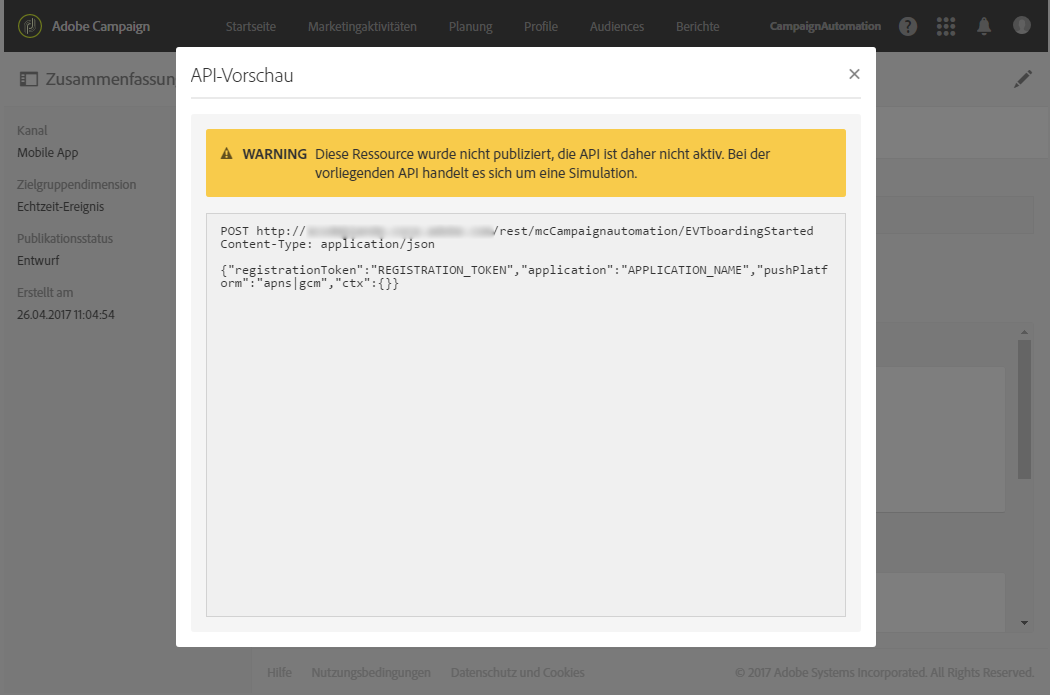 Adobe Campaign
Startseite
Marketingaktivitäten
Planung
Profile
Audiences
Berichte
CampaignAutomation
?
Zusammenfassun
API-Vorschau
Kanal
Mobile App
Zielgruppendimension
Echtzeit-Ereignis
Publikationsstatus
Entwurf
Erstellt am
26.04.2017 11:04:54
WARNING Diese Ressource wurde nicht publiziert, die API ist daher nicht aktiv. Bei der
vorliegenden API handelt es sich um eine Simulation.
POST http:// /rest/mcCampaignautomation/EVTboardingStarted
Content-Type: application/json
{"registrationToken":"REGISTRATION_TOKEN","application":"APPLICATION_NAME","pushPlatf
orm":"apns|gcm","ctx":{}}
Hilfe
Nutzungsbedingungen
Datenschutz und Cookies
© 2017 Adobe Systems Incorporated. All Rights Reserved.